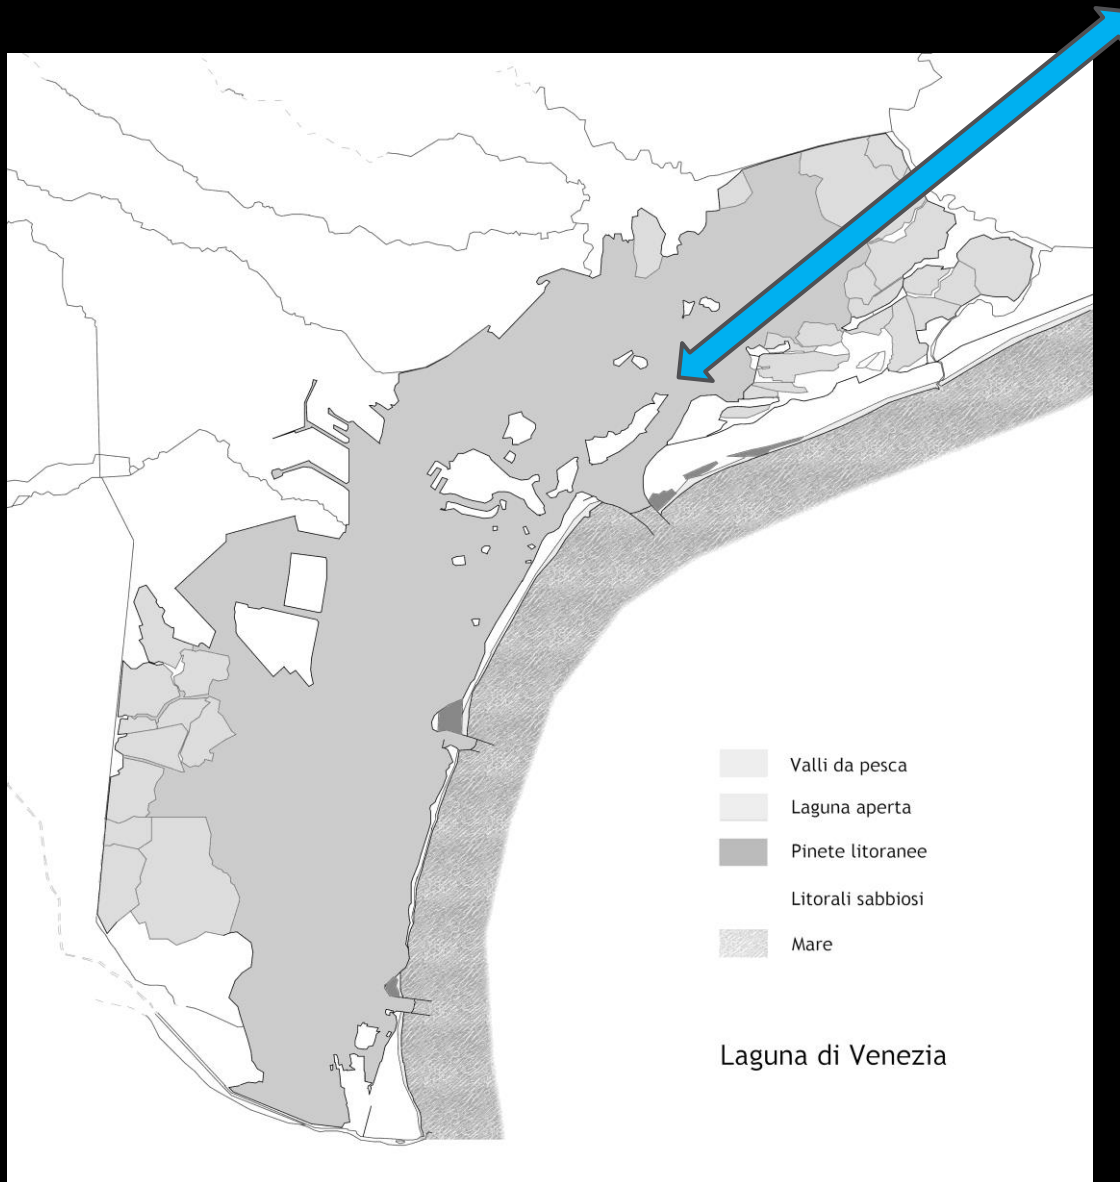 Valli da pesca
Laguna aperta
Pinete litoranee
Litorali sabbiosi
Mare
Laguna di Venezia